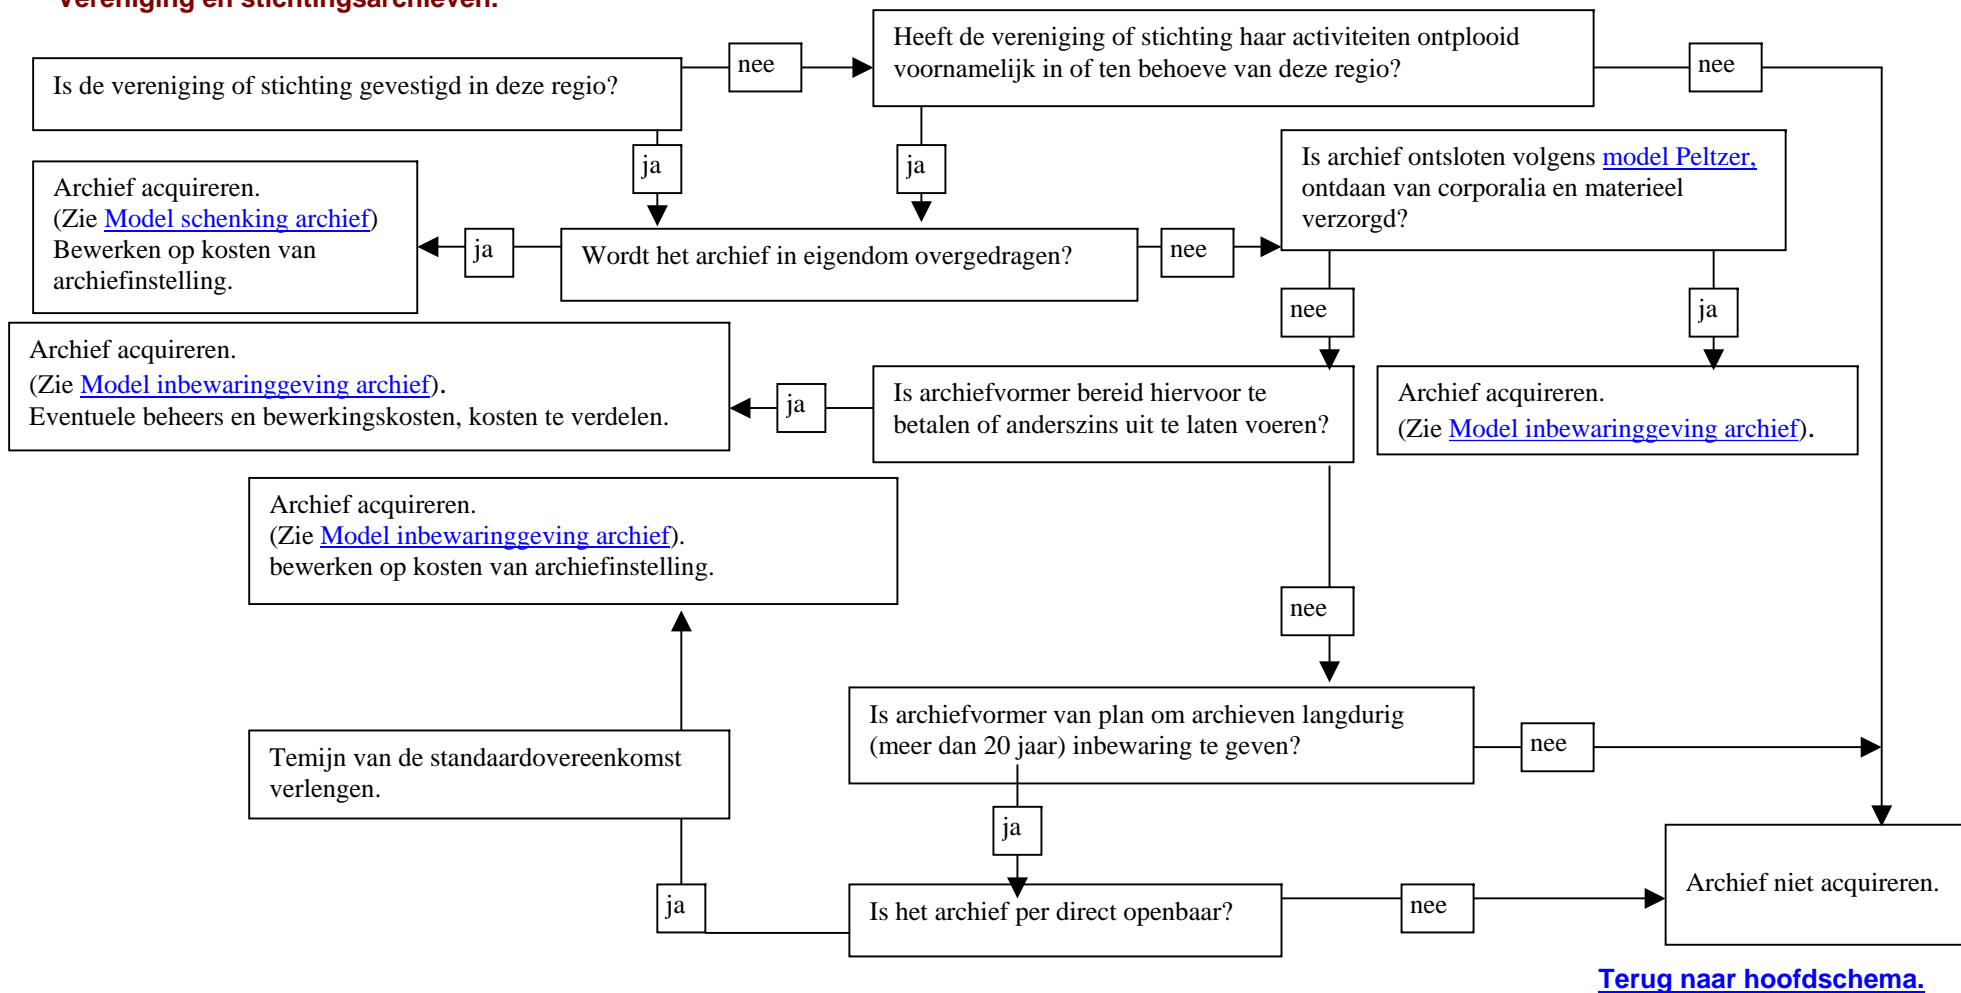 Vereniging en stichtingsarchieven.
Is de vereniging of stichting gevestigd in deze regio?
nee
Heeft de vereniging of stichting haar activiteiten ontplooid
voornamelijk in of ten behoeve van deze regio?
nee
ja
ja
Archief acquireren.
(Zie Model schenking archief)
Bewerken op kosten van
archiefinstelling.
ja
Wordt het archief in eigendom overgedragen?
nee
Is archief ontsloten volgens model Peltzer,
ontdaan van corporalia en materieel
verzorgd?
nee
ja
Archief acquireren.
(Zie Model inbewaringgeving archief).
Eventuele beheers en bewerkingskosten, kosten te verdelen.
ja
Is archiefvormer bereid hiervoor te
betalen of anderszins uit te laten voeren?
Archief acquireren.
(Zie Model inbewaringgeving archief).
Archief acquireren.
(Zie Model inbewaringgeving archief).
bewerken op kosten van archiefinstelling.
nee
Is archiefvormer van plan om archieven langdurig
(meer dan 20 jaar) inbewaring te geven?
nee
Temijn van de standaardovereenkomst
verlengen.
ja
ja
Is het archief per direct openbaar?
nee
Archief niet acquireren.
Terug naar hoofdschema.